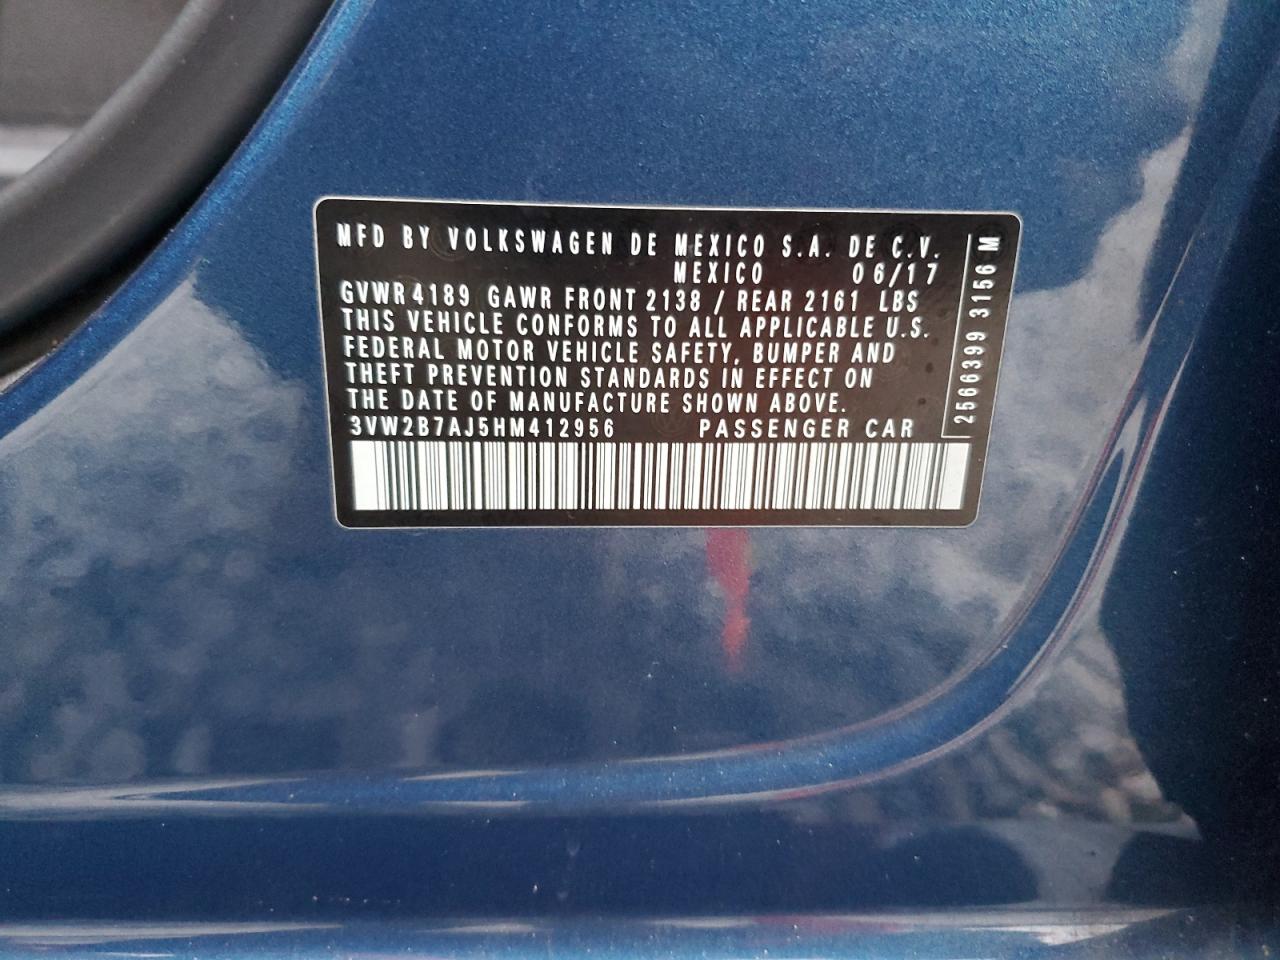 MFD BY VOLKSWAGEN DE MEXICO S.A. DE C.V.
MEXICO 06/17
GVWR 4189 GAWR FRONT 2138 / REAR 2161 LBS
THIS VEHICLE CONFORMS TO ALL APPLICABLE U.S.
FEDERAL MOTOR VEHICLE SAFETY, BUMPER AND
THEFT PREVENTION STANDARDS IN EFFECT ON
THE DATE OF MANUFACTURE SHOWN ABOVE.
3VW2B7AJ5HM412956 PASSENGER CAR
2566399 3156 M